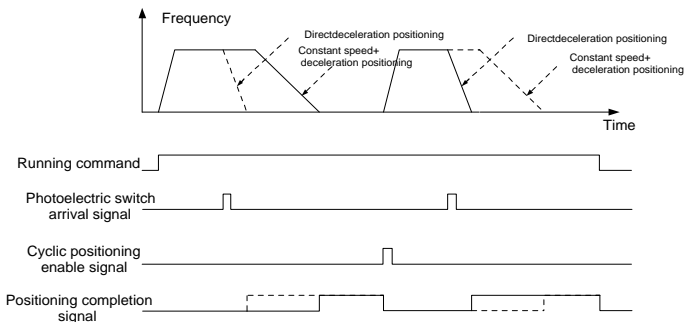 Frequency
Directdeceleration positioning
Constant speed+
deceleration positioning
Directdeceleration positioning
Constant speed+
deceleration positioning
Time
Running command
Photoelectric switch
arrival signal
Cyclic positioning
enable signal
Positioning completion
signal